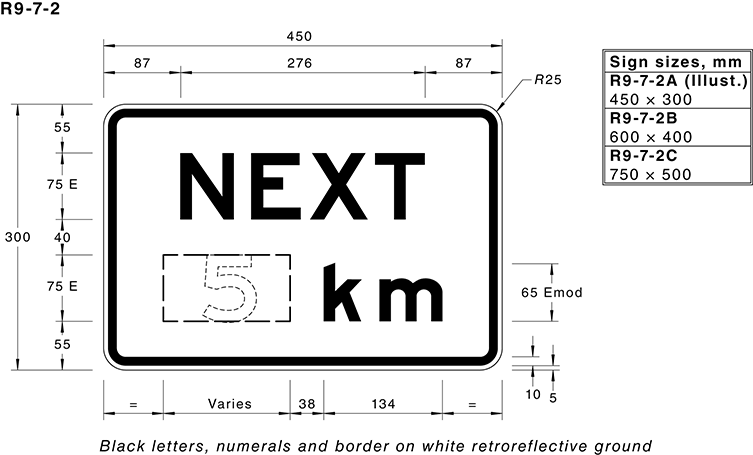 R9-7-2
450
87 276 87
R25
Sign sizes, mm
R9-7-2A (Illust.)
450 × 300
R9-7-2B
600 × 400
R9-7-2C
750 × 500
55
75 E
NEXT
300
40
75 E
5 km
65 Emod
55
10 5
= Varies 38 134 =
Black letters, numerals and border on white retroreflective ground